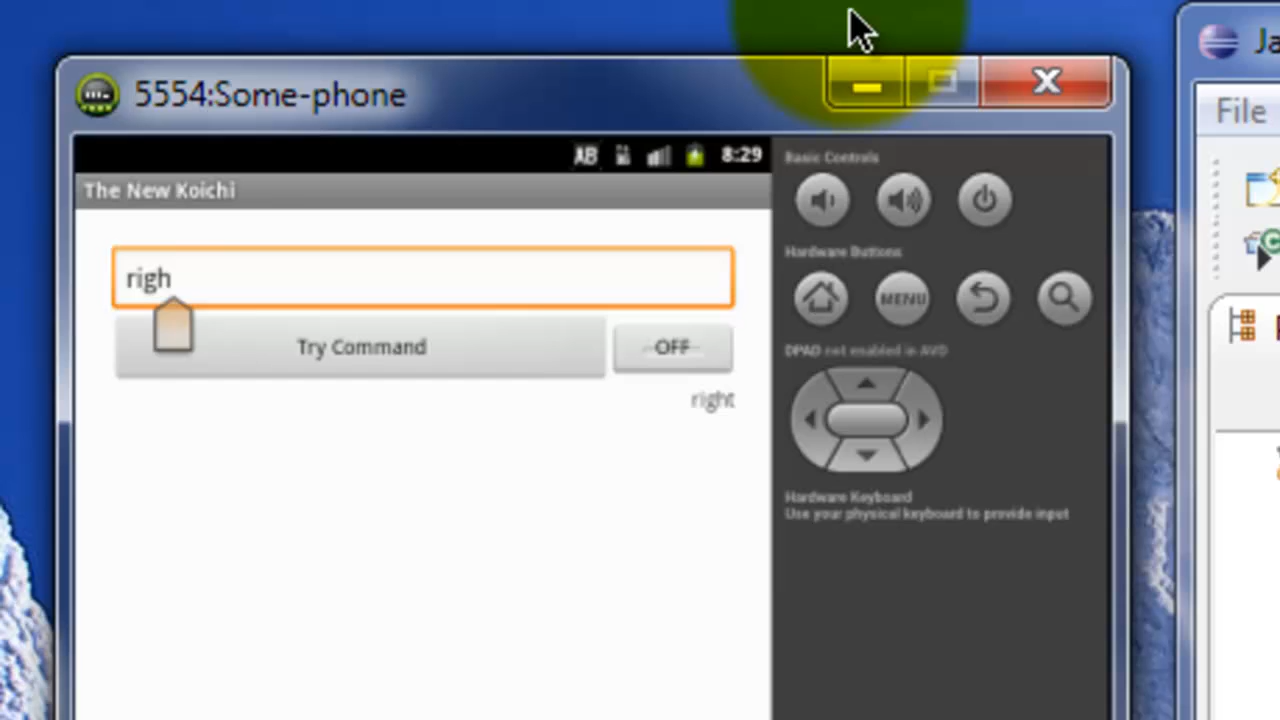 5554:Some-phone
Ja
File
AB
8:29
Basic Controls
The New Koichi
Hardware Buttons
MENU
righ
Try Command
OFF
DPAD not enabled in AVD
right
Hardware Keyboard
Use your physical keyboard to provide input